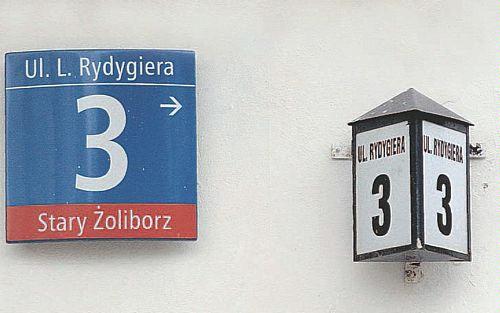 Ul. L. Rydygiera
3 →
Stary Żoliborz
UL. RYDYGIERA
3
UL. RYDYGIERA
3